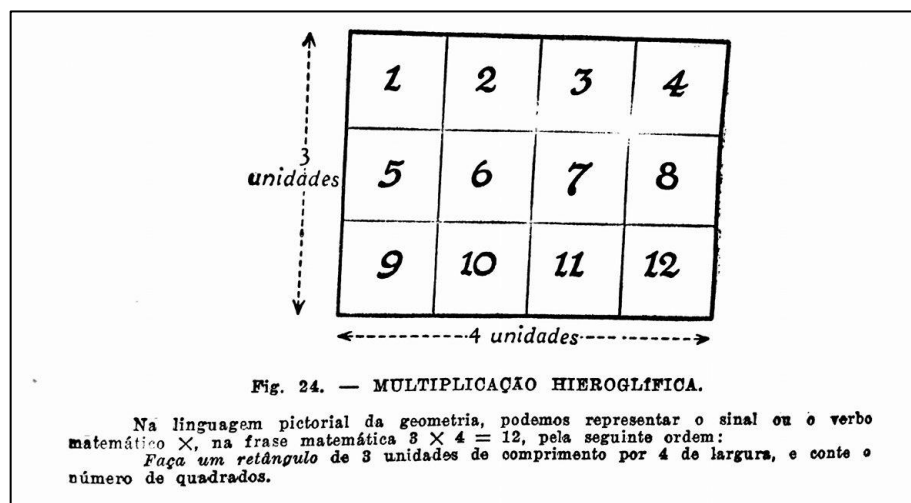 1 2 3 4
3
unidades
5 6 7 8
9 10 11 12
4 unidades
Fig. 24. — MULTIPLICAÇÃO HIEROGLÍFICA.
Na linguagem pictorial da geometria, podemos representar o sinal ou o verbo
matemático ×, na frase matemática 3 × 4 = 12, pela seguinte ordem:
Faça um retângulo de 3 unidades de comprimento por 4 de largura, e conte o
número de quadrados.